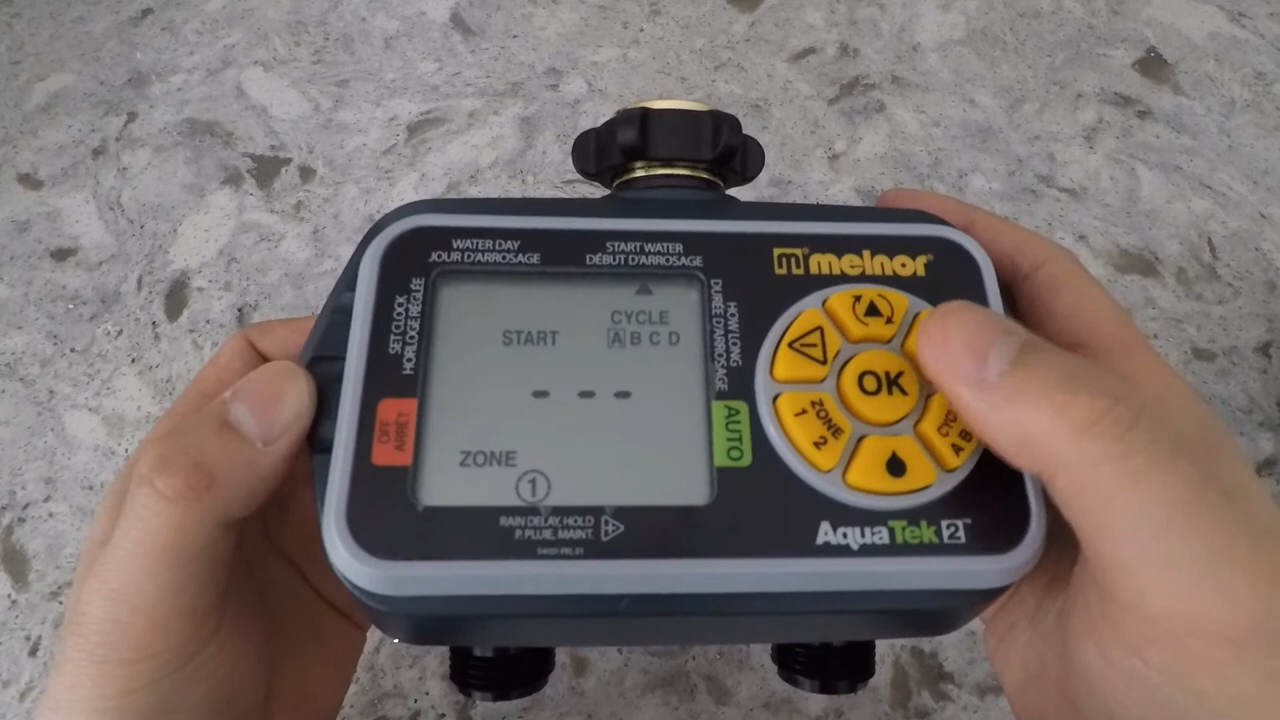 WATER DAY
JOUR D'ARROSAGE
START WATER
DÉBUT D'ARROSAGE
melnor
SET CLOCK
HORLOGE RÉGLÉE
HOW LONG
DURÉE D'ARROSAGE
START
CYCLE
A B C D
- - -
ZONE
1
OFF
ARRÊT
AUTO
OK
ZONE
1 2
A B
RAIN DELAY, HOLD
P. PLUIE, MAINT.
AquaTek 2™